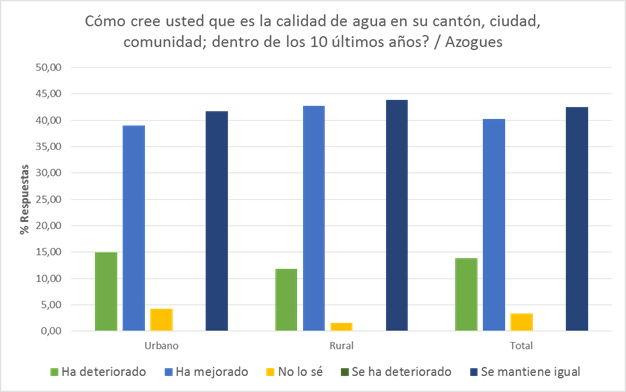 Cómo cree usted que es la calidad de agua en su cantón, ciudad,
comunidad; dentro de los 10 últimos años? / Azogues
50,00
45,00
40,00
35,00
30,00
25,00
20,00
15,00
10,00
5,00
0,00
% Respuestas
Urbano
Rural
Total
Ha deteriorado
Ha mejorado
No lo sé
Se ha deteriorado
Se mantiene igual